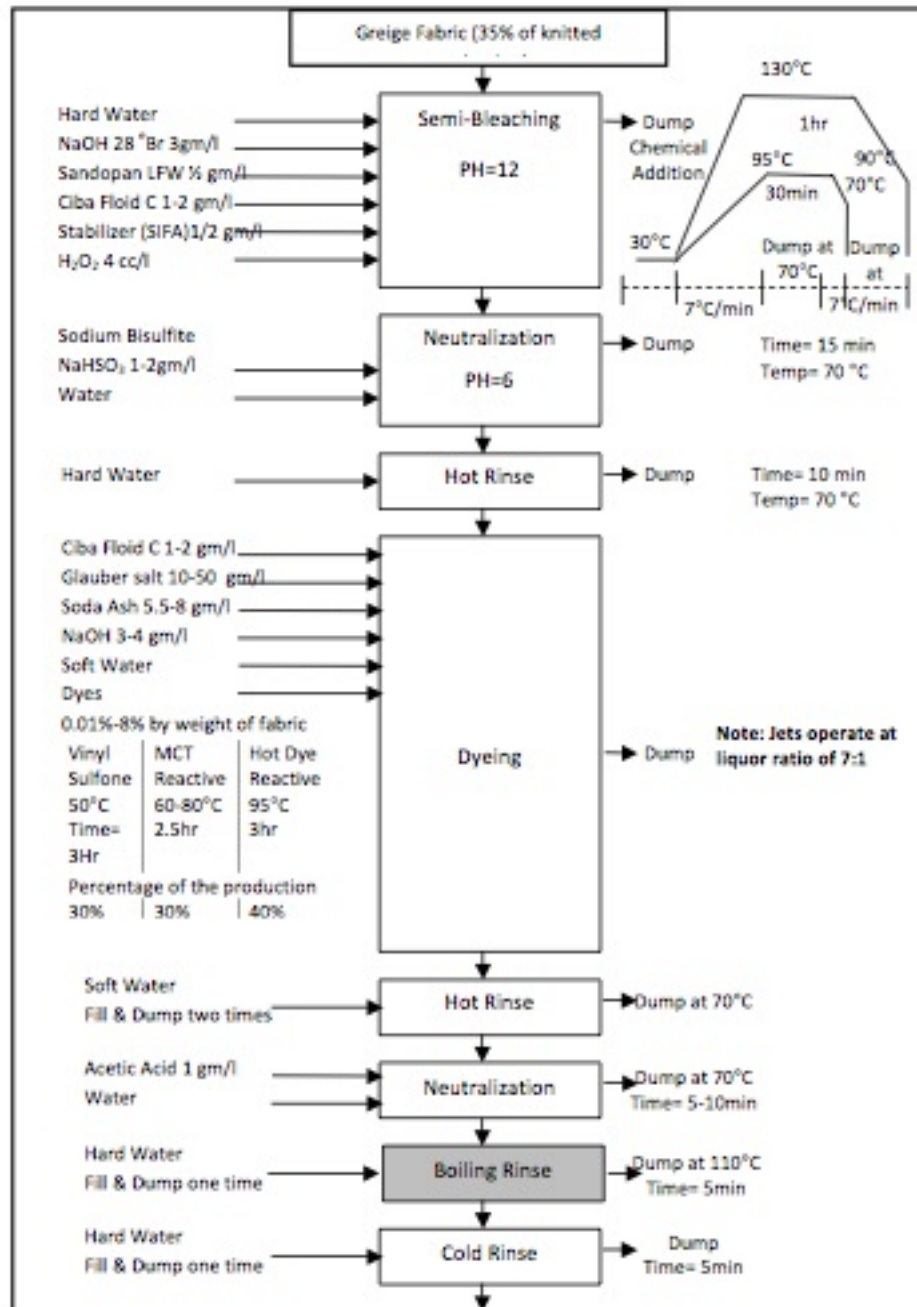 Greige Fabric (35% of knitted
Hard Water
NaOH 28 °Br 3gm/l
Sandopan LFW ½ gm/l
Ciba Floid C 1-2 gm/l
Stabilizer (SIFA)1/2 gm/l
H₂O₂ 4 cc/l
Semi-Bleaching
PH=12
Dump
Chemical
Addition
130°C
1hr
95°C
90°C
70°C
30min
30°C
Dump at
70°C
Dump
at
7°C/min
7°C/min
Sodium Bisulfite
NaHSO₃ 1-2gm/l
Water
Neutralization
PH=6
Dump
Time= 15 min
Temp= 70 °C
Hard Water
Hot Rinse
Dump
Time= 10 min
Temp= 70 °C
Ciba Floid C 1-2 gm/l
Glauber salt 10-50 gm/l
Soda Ash 5.5-8 gm/l
NaOH 3-4 gm/l
Soft Water
Dyes
0.01%-8% by weight of fabric
Vinyl MCT Hot Dye
Sulfone Reactive Reactive
50°C 60-80°C 95°C
Time= 2.5hr 3hr
3Hr
Percentage of the production
30% 30% 40%
Dyeing
Dump
Note: Jets operate at
liquor ratio of 7:1
Soft Water
Fill & Dump two times
Hot Rinse
Dump at 70°C
Acetic Acid 1 gm/l
Water
Neutralization
Dump at 70°C
Time= 5-10min
Hard Water
Fill & Dump one time
Boiling Rinse
Dump at 110°C
Time= 5min
Hard Water
Fill & Dump one time
Cold Rinse
Dump
Time= 5min